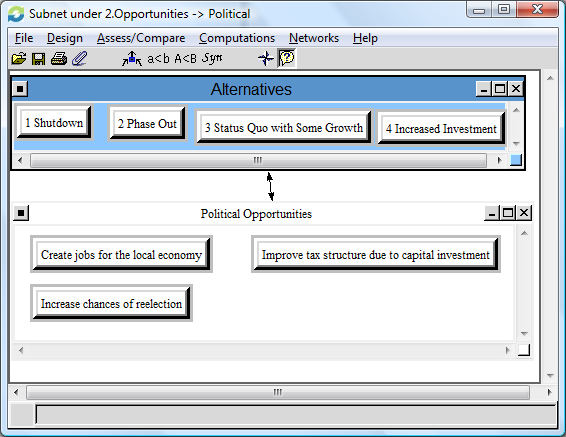 Subnet under 2.Opportunities -> Political
File Design Assess/Compare Computations Networks Help
a<b A<B Syn
Alternatives
1 Shutdown 2 Phase Out 3 Status Quo with Some Growth 4 Increased Investment
Political Opportunities
Create jobs for the local economy Improve tax structure due to capital investment
Increase chances of reelection